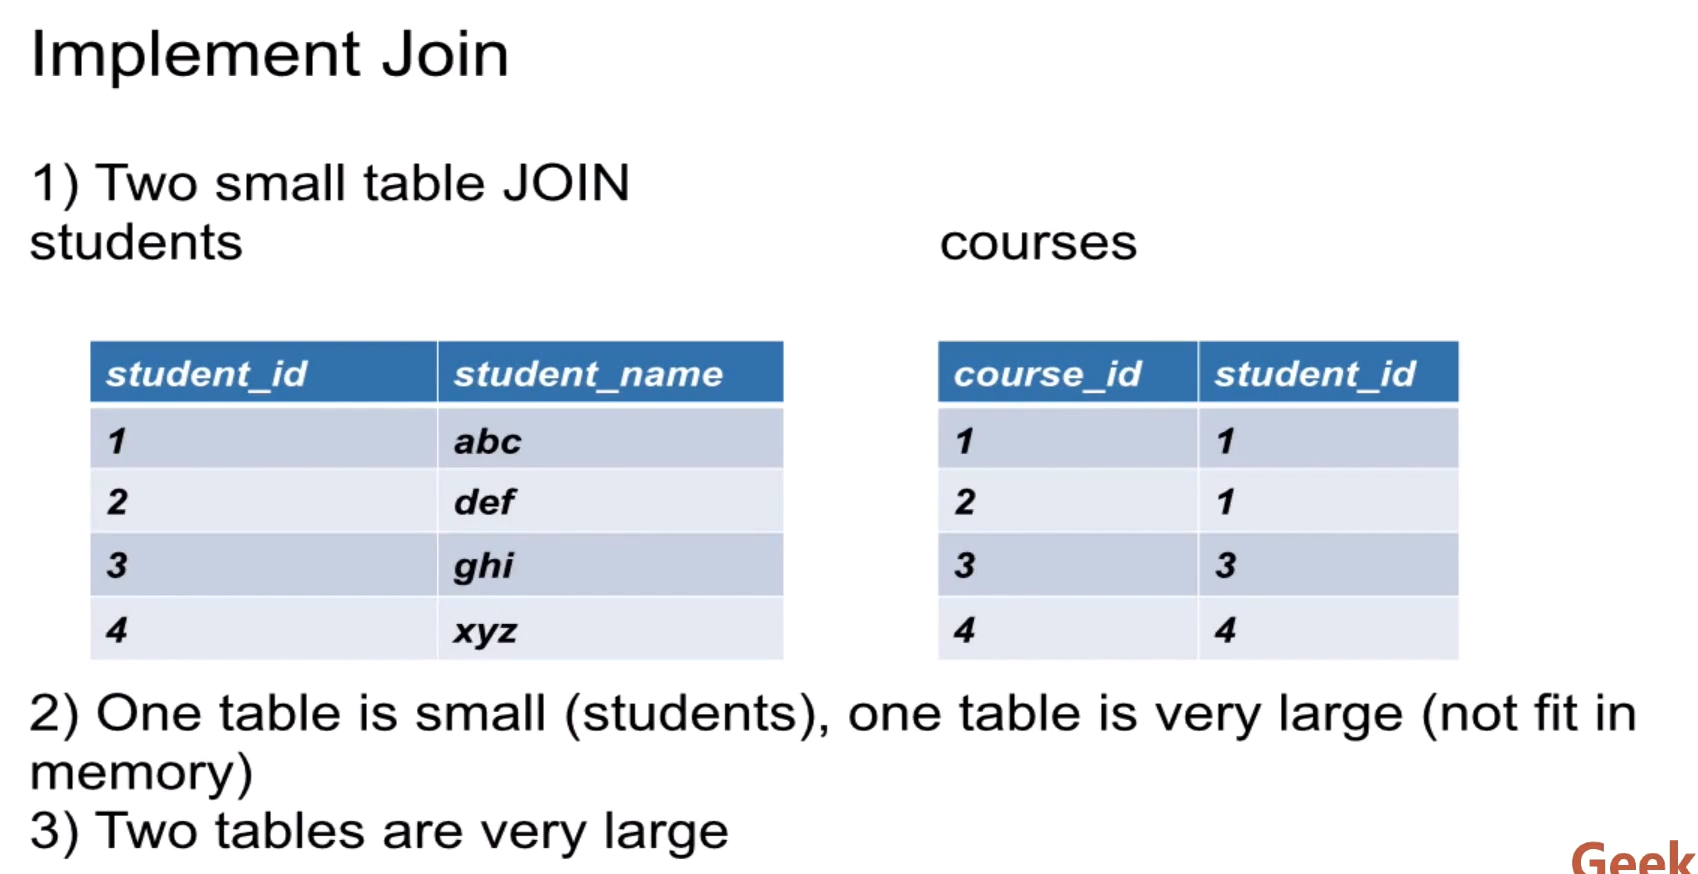 Implement Join
1) Two small table JOIN
students courses
student_id student_name course_id student_id
1 abc 1 1
2 def 2 1
3 ghi 3 3
4 xyz 4 4
2) One table is small (students), one table is very large (not fit in
memory)
3) Two tables are very large
Geek